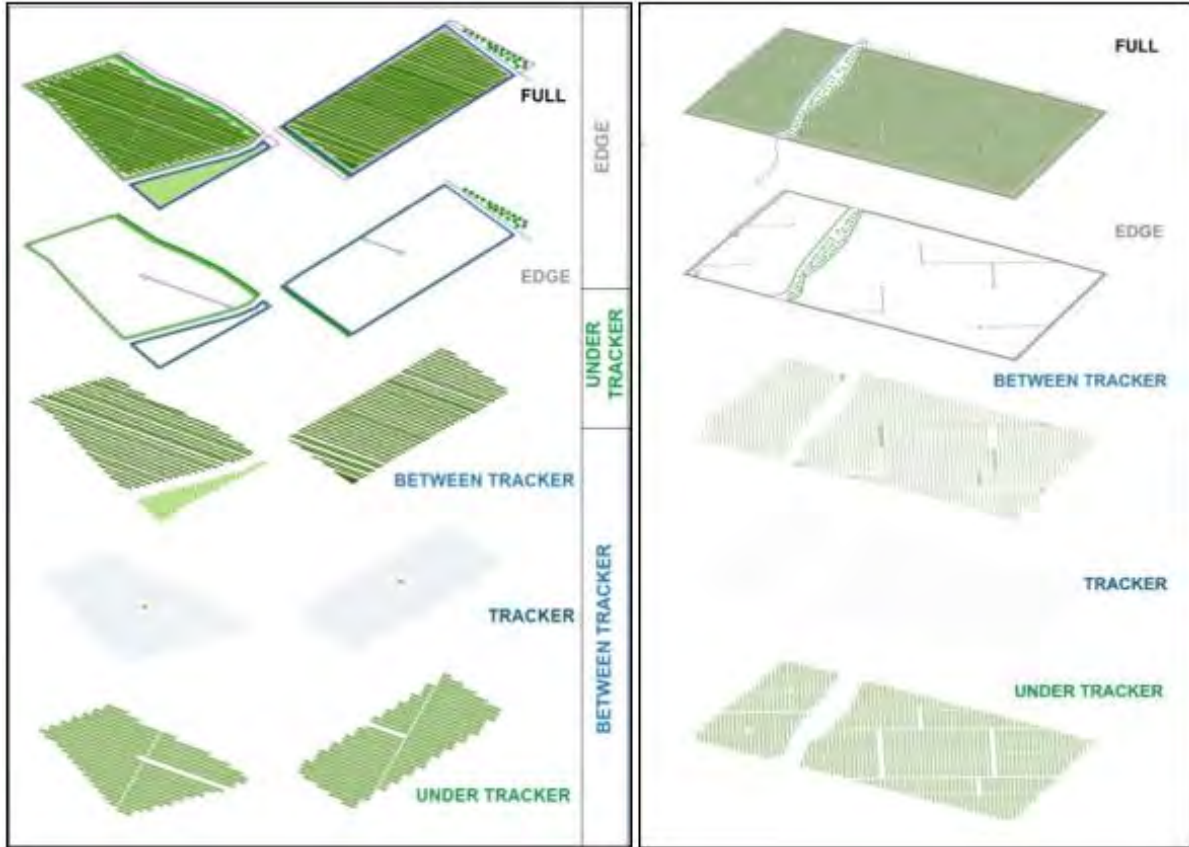 FULL
EDGE
BETWEEN TRACKER
TRACKER
UNDER TRACKER
EDGE
UNDER
TRACKER
BETWEEN TRACKER
FULL
EDGE
BETWEEN TRACKER
TRACKER
UNDER TRACKER